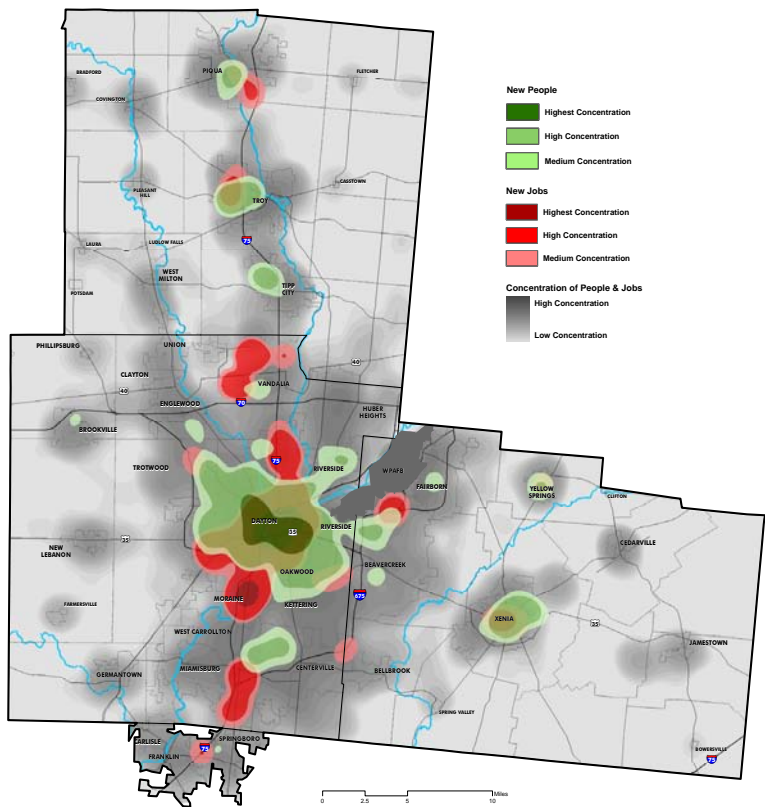 New People
Highest Concentration
High Concentration
Medium Concentration
New Jobs
Highest Concentration
High Concentration
Medium Concentration
Concentration of People & Jobs
High Concentration
Low Concentration
PIQUA
BRADFORD
FLETCHER
COVINGTON
CASSTOWN
PLEASANT
HILL
TROY
75
LAURA
LUDLOW FALLS
WEST
MILTON
TIPP
CITY
POTSDAM
PHILLIPSBURG
UNION
40
CLAYTON
VANDALIA
40
ENGLEWOOD
70
HUBER
HEIGHTS
BROOKVILLE
75
TROTWOOD
RIVERSIDE
WPAFB
FAIRBORN
YELLOW
SPRINGS
CLIFTON
DAYTON
RIVERSIDE
35
35
NEW
LEBANON
CEDARVILLE
OAKWOOD
BEAVERCREEK
MORAINE
KETTERING
675
FARMERSVILLE
XENIA
35
WEST CARROLLTON
JAMESTOWN
MIAMISBURG
CENTERVILLE
BELLBROOK
GERMANTOWN
SPRING VALLEY
CARLISLE
SPRINGBORO
75
FRANKLIN
BOWERSVILLE
75
Miles
0 2.5 5 10